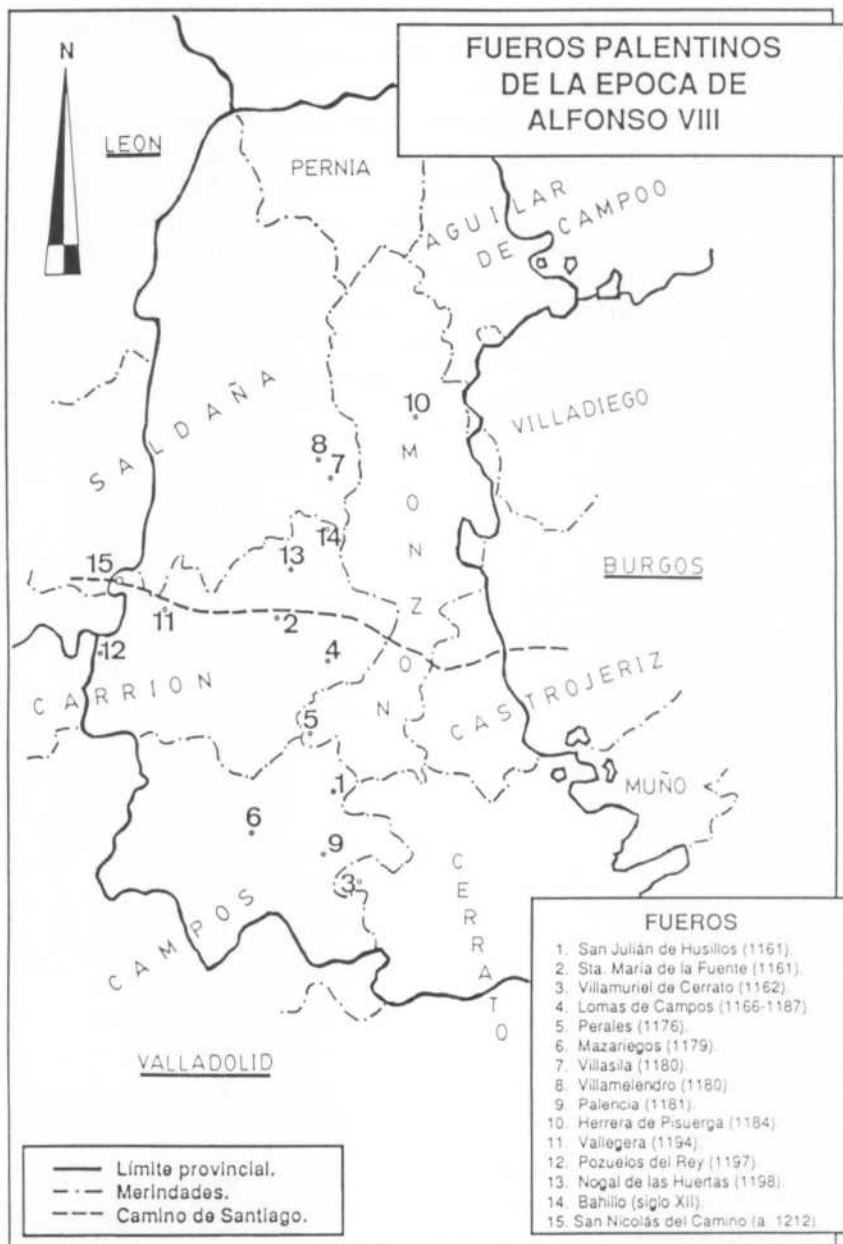 FUEROS PALENTINOS
DE LA EPOCA DE
ALFONSO VIII
N
LEON
PERNIA
AGUILAR
DE CAMPOO
SALDAÑA
10
MONZON
VILLADIEGO
8
7
14
13
15
BURGOS
11
2
12
4
CARRION
CASTROJERIZ
5
1
MUÑO
6
9
3
CERRATO
CAMPOS
VALLADOLID
Límite provincial.
Merindades.
Camino de Santiago.
FUEROS
1. San Julián de Husillos (1161).
2. Sta. María de la Fuente (1161).
3. Villamuriel de Cerrato (1162).
4. Lomas de Campos (1166-1187).
5. Perales (1176).
6. Mazariegos (1179).
7. Villasila (1180).
8. Villamelendro (1180).
9. Palencia (1181).
10. Herrera de Pisuerga (1184).
11. Vallegera (1194).
12. Pozuelos del Rey (1197).
13. Nogal de las Huertas (1198).
14. Bahillo (siglo XII).
15. San Nicolás del Camino (a. 1212).